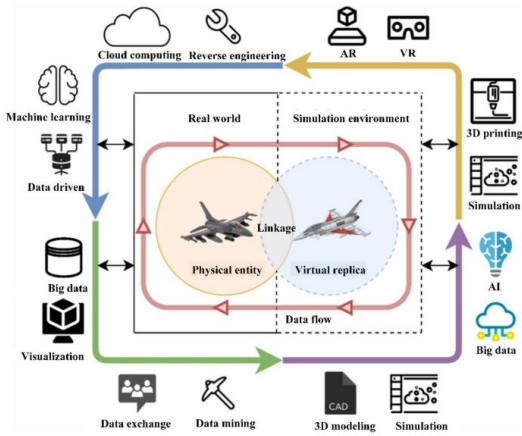 Cloud computing
Reverse engineering
AR
VR
Machine learning
Real world
Simulation environment
3D printing
Data driven
Simulation
Linkage
Physical entity
Virtual replica
AI
Big data
Data flow
Visualization
Big data
CAD
Data exchange
Data mining
3D modeling
Simulation